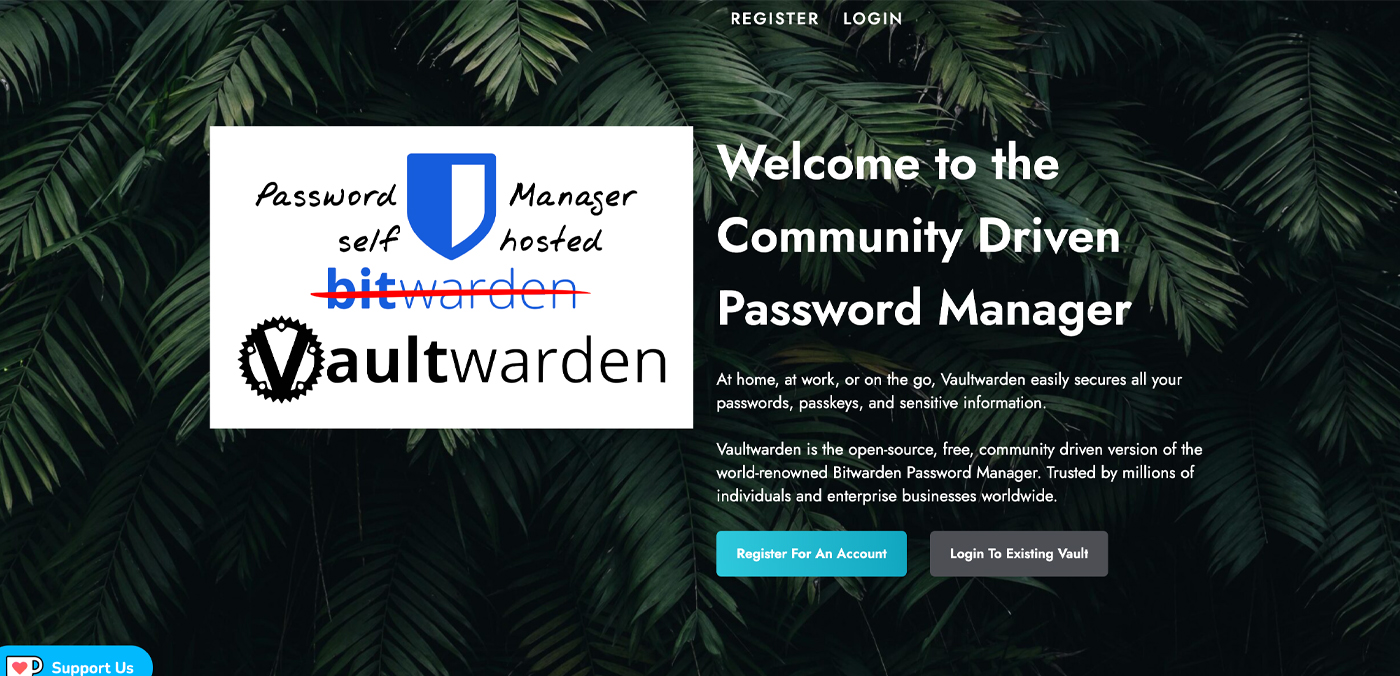 REGISTER LOGIN
Password Manager
self hosted
bitwarden
Vaultwarden
Welcome to the
Community Driven
Password Manager
At home, at work, or on the go, Vaultwarden easily secures all your
passwords, passkeys, and sensitive information.
Vaultwarden is the open-source, free, community driven version of the
world-renowned Bitwarden Password Manager. Trusted by millions of
individuals and enterprise businesses worldwide.
Register For An Account Login To Existing Vault
Support Us